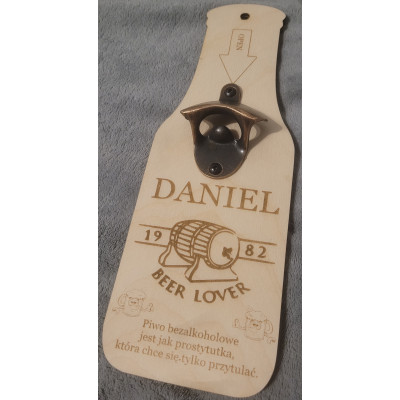 OPEN
DANIEL
19 82
BEER LOVER
Piwo bezalkoholowe
jest jak prostytutka,
która chce się tylko przytulać.